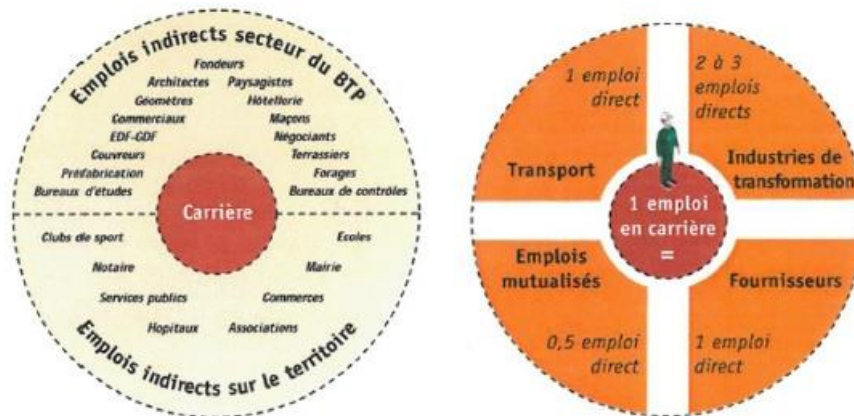 Emplois indirects secteur du BTP
Fondeurs
Architectes Paysagistes
Géomètres Hôtellerie
Commerciaux Maçons
EDF-GDF Négociants
Couvreurs Terrassiers
Préfabrication Forages
Bureaux d'études Bureaux de contrôles
Carrière
Clubs de sport Ecoles
Notaire Mairie
Services publics Commerces
Hopitaux Associations
Emplois indirects sur le territoire
1 emploi
direct
2 à 3
emplois
directs
Transport
Industries de
transformation
1 emploi
en carrière
=
Emplois
mutualisés
Fournisseurs
0,5 emploi
direct
1 emploi
direct